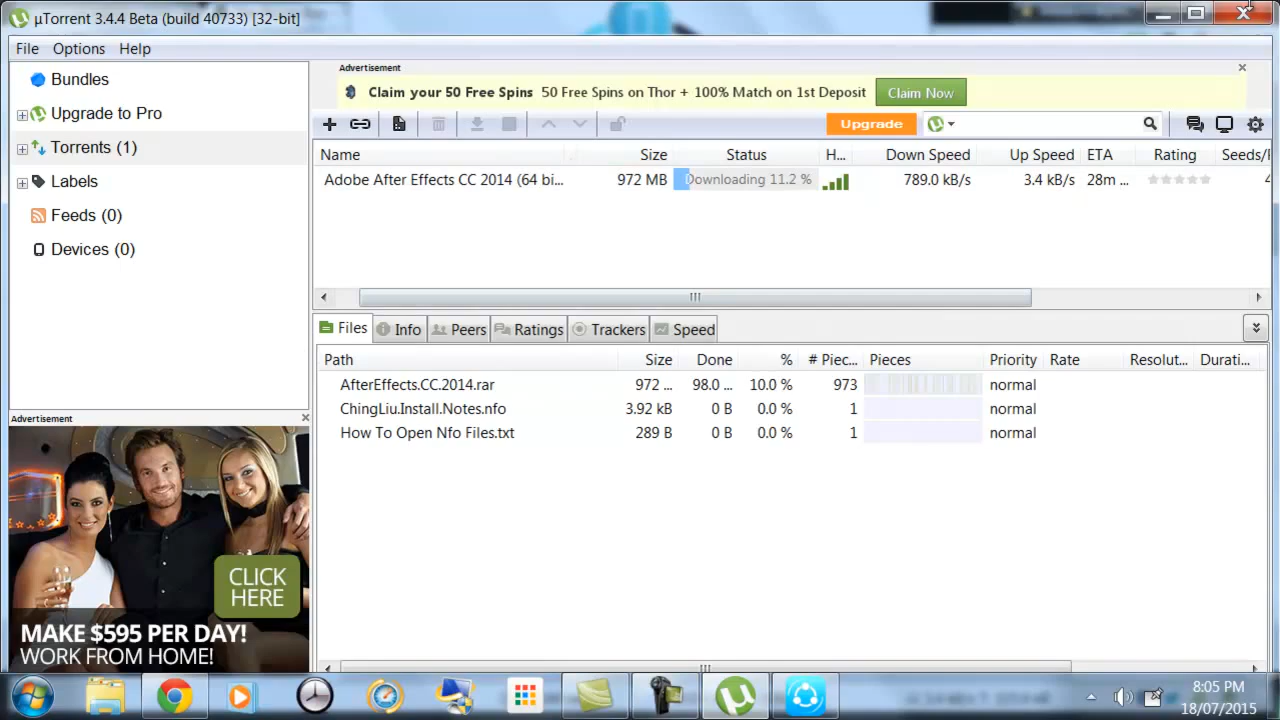 µTorrent 3.4.4 Beta (build 40733) [32-bit]
File Options Help
Bundles
Upgrade to Pro
Torrents (1)
Labels
Feeds (0)
Devices (0)
Advertisement
Claim your 50 Free Spins 50 Free Spins on Thor + 100% Match on 1st Deposit Claim Now
Upgrade
Name Size Status H... Down Speed Up Speed ETA Rating Seeds/
Adobe After Effects CC 2014 (64 bi... 972 MB Downloading 11.2 % 789.0 kB/s 3.4 kB/s 28m ...
Files Info Peers Ratings Trackers Speed
Path Size Done % # Piec... Pieces Priority Rate Resolut... Durati...
AfterEffects.CC.2014.rar 972 ... 98.0 ... 10.0 % 973 normal
ChingLiu.Install.Notes.nfo 3.92 kB 0 B 0.0 % 1 normal
How To Open Nfo Files.txt 289 B 0 B 0.0 % 1 normal
Advertisement
CLICK
HERE
MAKE $595 PER DAY!
WORK FROM HOME!
8:05 PM
18/07/2015